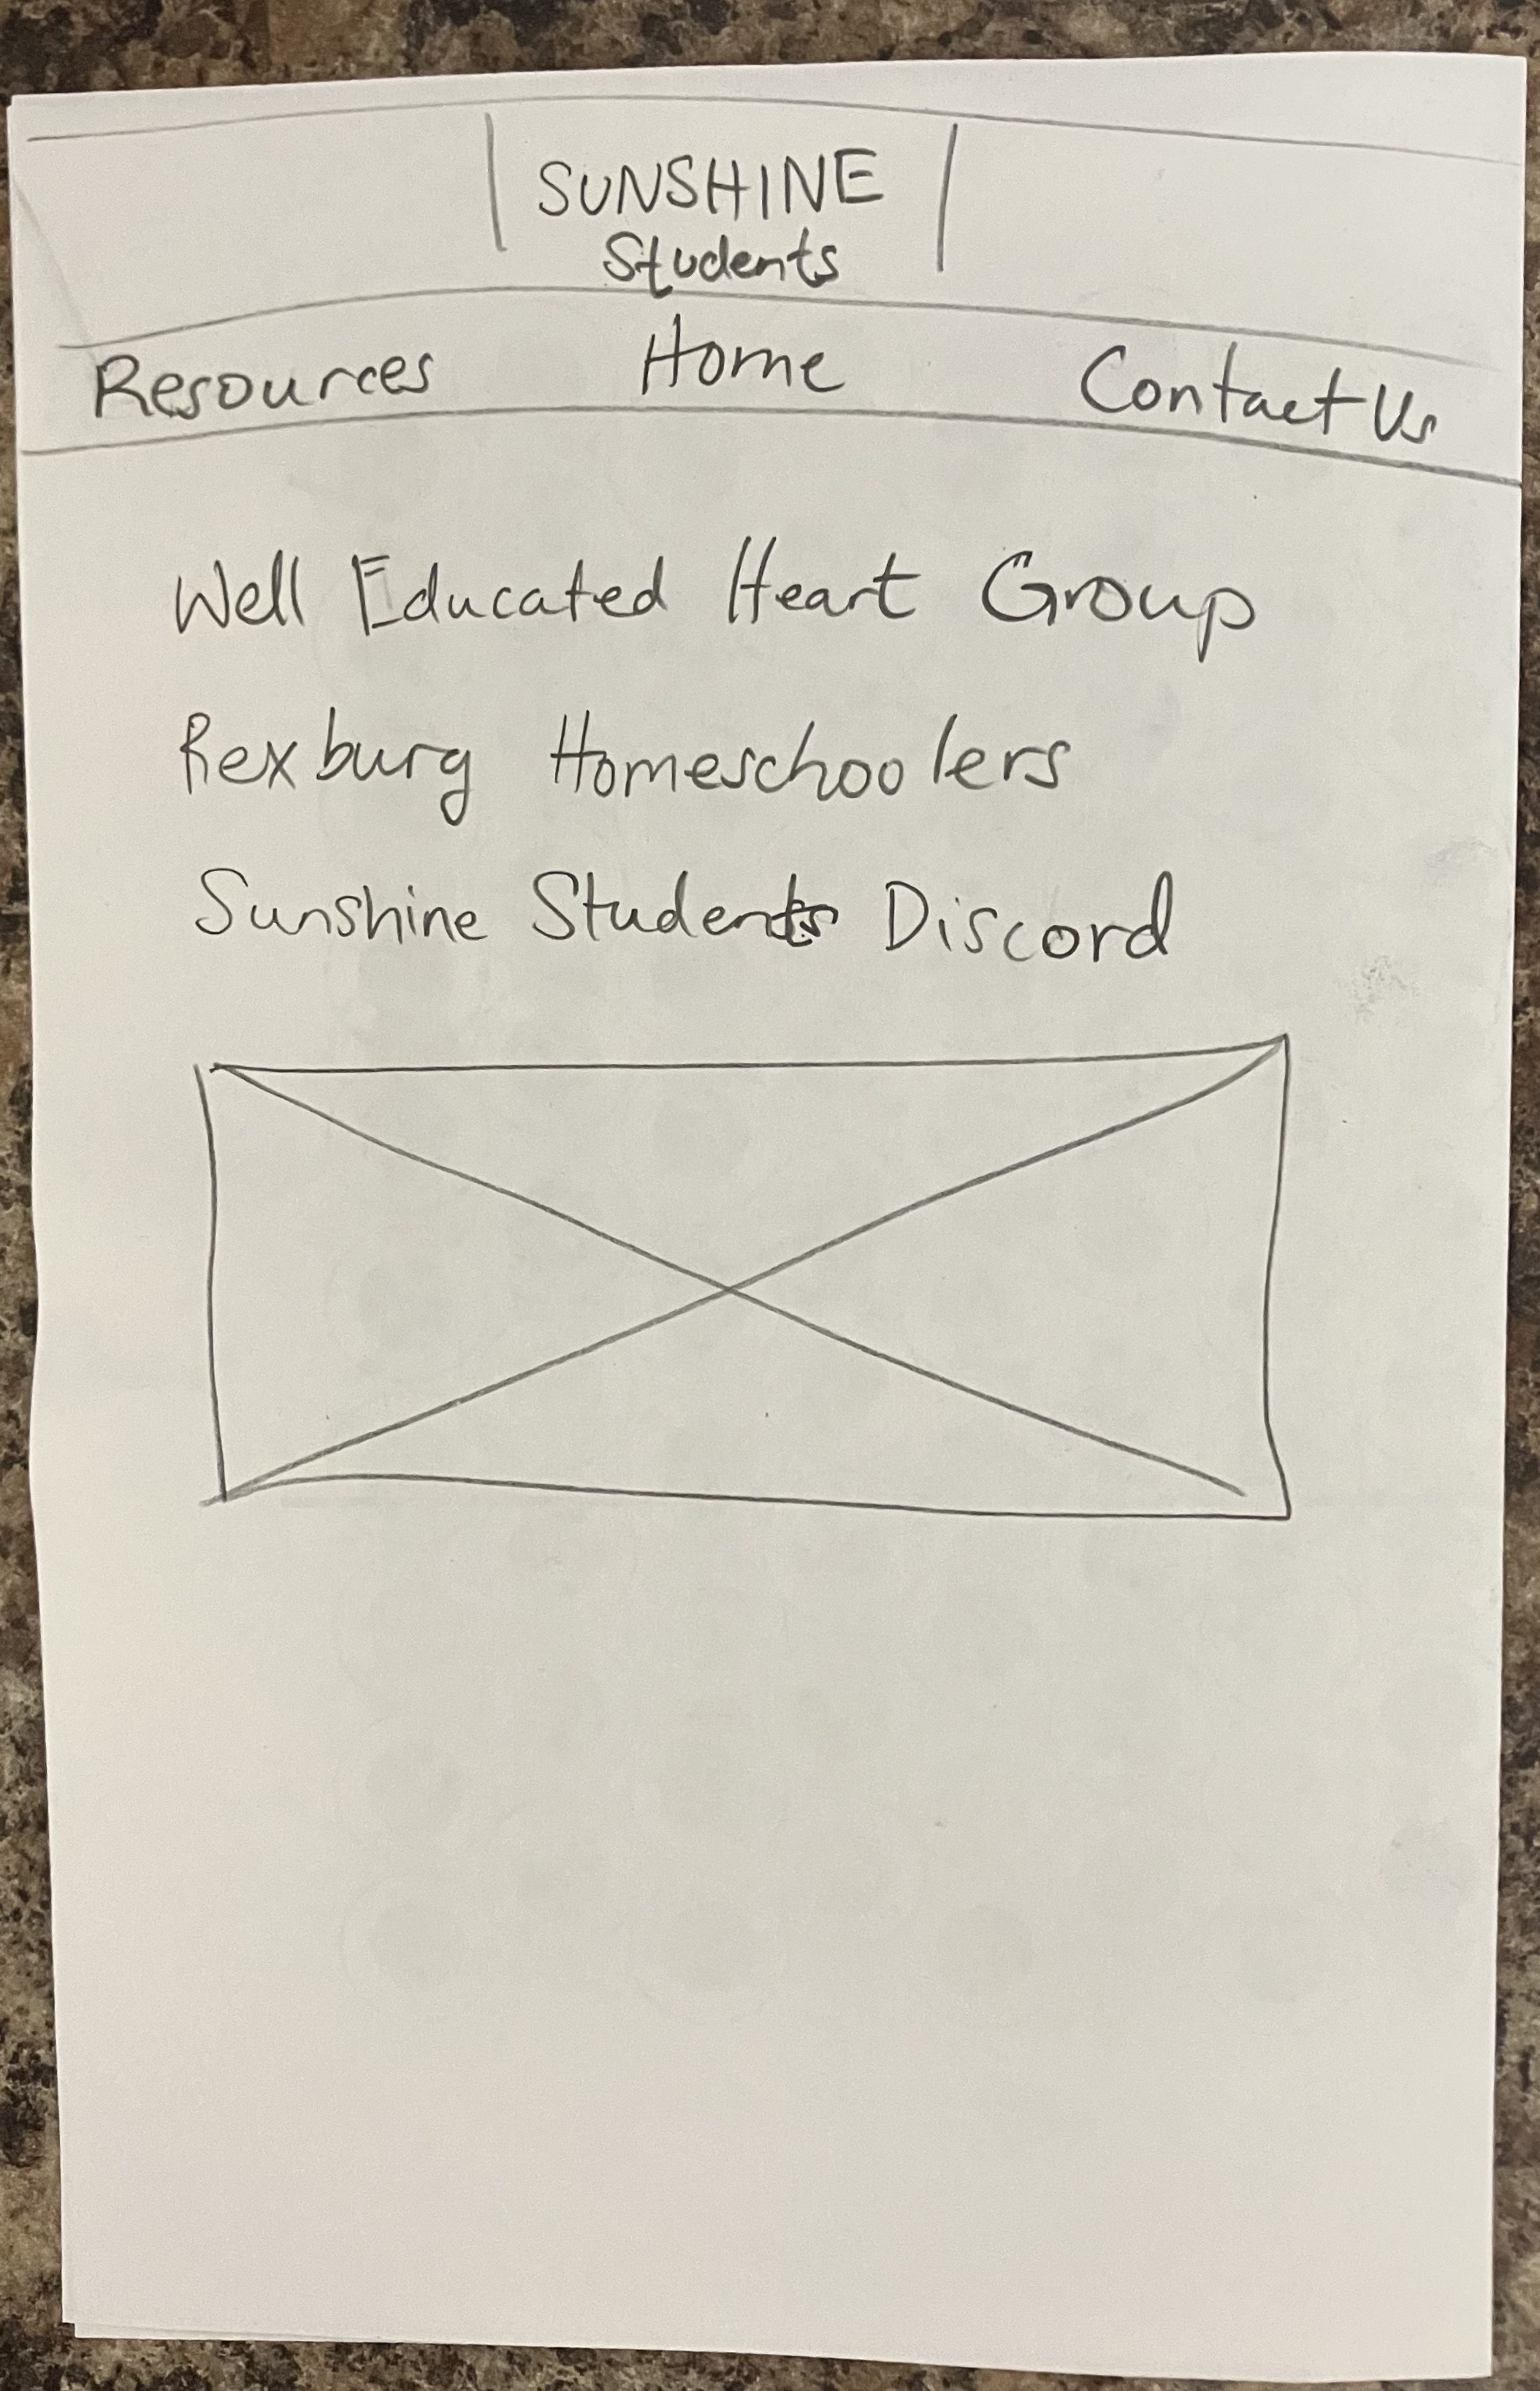 SUNSHINE
Students
Resources Home Contact Us
Well Educated Heart Group
Rexburg Homeschoolers
Sunshine Students Discord